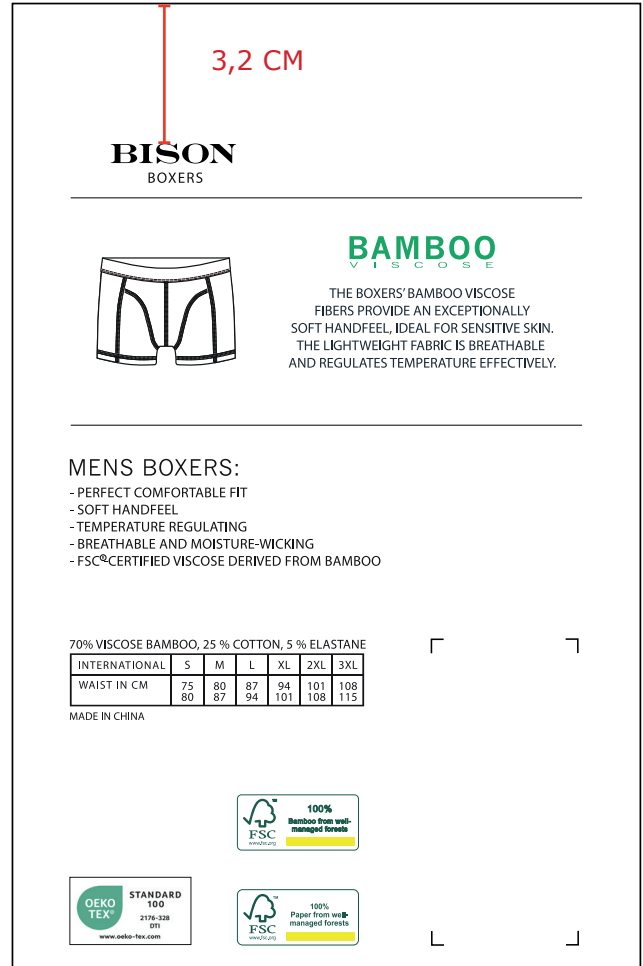 3,2 CM
BISON
BOXERS
BAMBOO
VISCOSE
THE BOXERS' BAMBOO VISCOSE
FIBERS PROVIDE AN EXCEPTIONALLY
SOFT HANDFEEL, IDEAL FOR SENSITIVE SKIN.
THE LIGHTWEIGHT FABRIC IS BREATHABLE
AND REGULATES TEMPERATURE EFFECTIVELY.
MENS BOXERS:
- PERFECT COMFORTABLE FIT
- SOFT HANDFEEL
- TEMPERATURE REGULATING
- BREATHABLE AND MOISTURE-WICKING
- FSC®CERTIFIED VISCOSE DERIVED FROM BAMBOO
70% VISCOSE BAMBOO, 25 % COTTON, 5 % ELASTANE
INTERNATIONAL S M L XL 2XL 3XL
WAIST IN CM 75 80 87 94 101 108
80 87 94 101 108 115
MADE IN CHINA
100%
Bamboo from well-
managed forests
FSC
www.fsc.org
OEKO
TEX®
STANDARD
100
2176-328
DTI
www.oeko-tex.com
100%
Paper from well-
managed forests
FSC
www.fsc.org